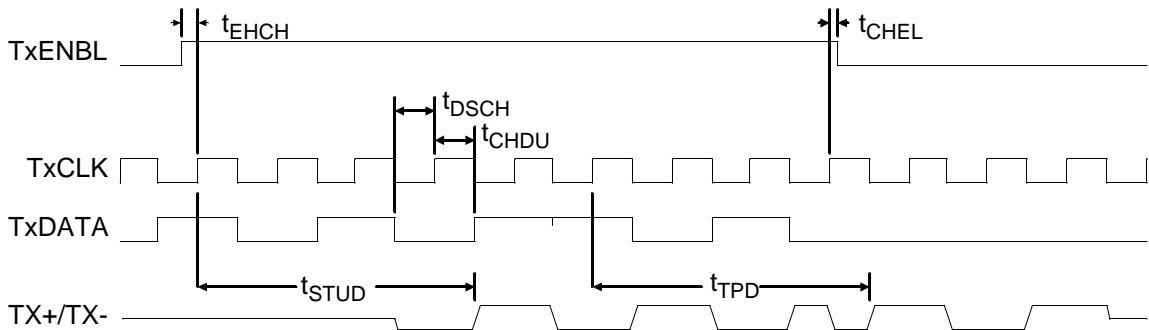 tEHCH
tCHEL
TxENBL
tDSCH
tCHDU
TxCLK
TxDATA
tSTUD
tTPD
TX+/TX-